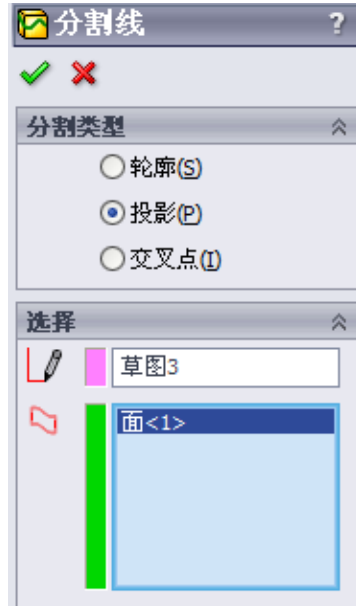 分割线 ?
分割类型
轮廓(S)
投影(P)
交叉点(I)
选择
草图3
面<1>